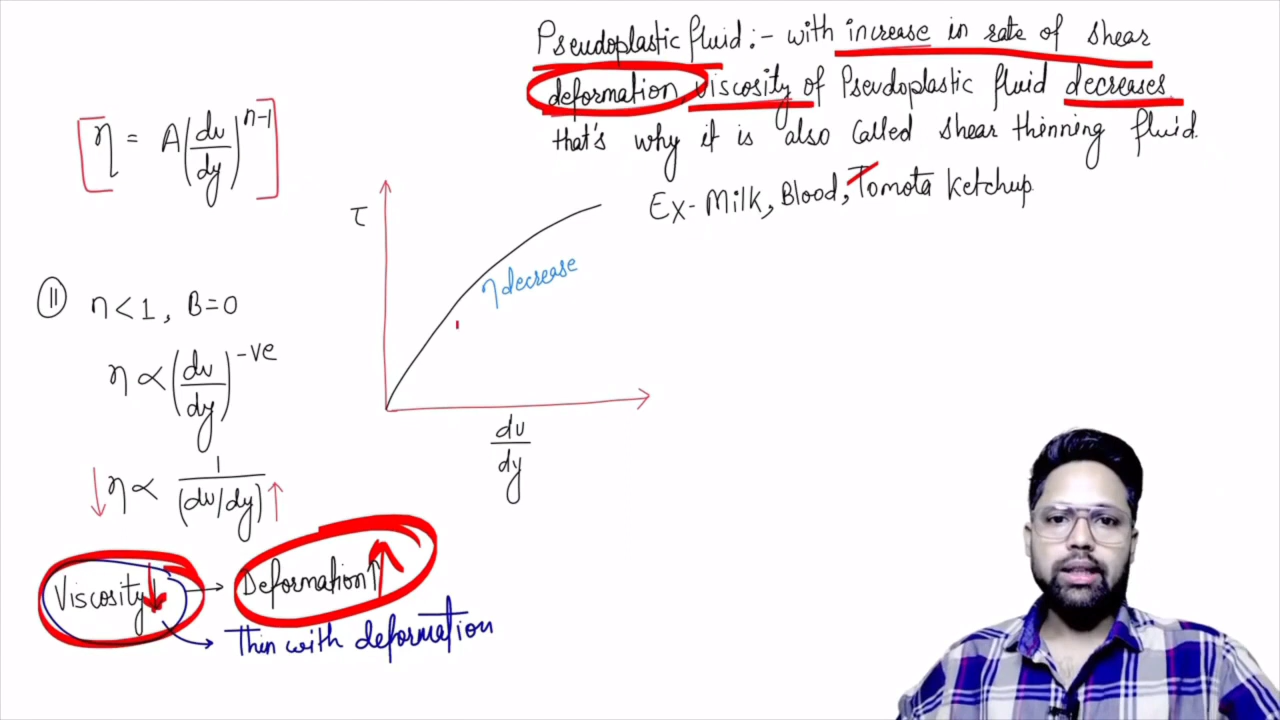 Pseudoplastic fluid:- with increase in rate of shear
deformation, viscosity of Pseudoplastic fluid decreases
that's why it is also called shear thinning fluid.
Ex- Milk, Blood, Tomota Ketchup
[η = A(du/dy)^n-1]
τ
η decrease
du/dy
II n<1, B=0
η ∝ (du/dy)^-ve
↓η ∝ 1/(du/dy)↑
Viscosity↓ → Deformation↑
→ Thin with deformation